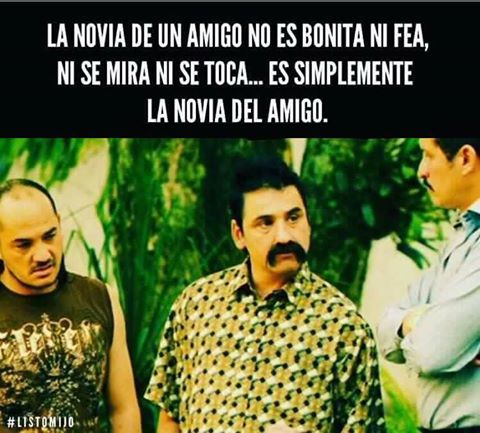 LA NOVIA DE UN AMIGO NO ES BONITA NI FEA,
NI SE MIRA NI SE TOCA... ES SIMPLEMENTE
LA NOVIA DEL AMIGO.
#LISTOMIJO